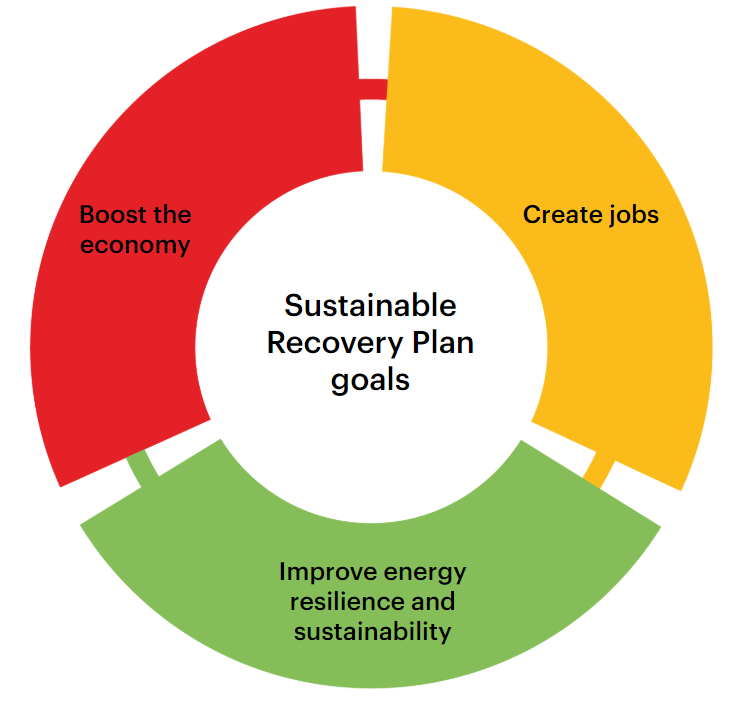 Boost the
economy
Create jobs
Sustainable
Recovery Plan
goals
Improve energy
resilience and
sustainability